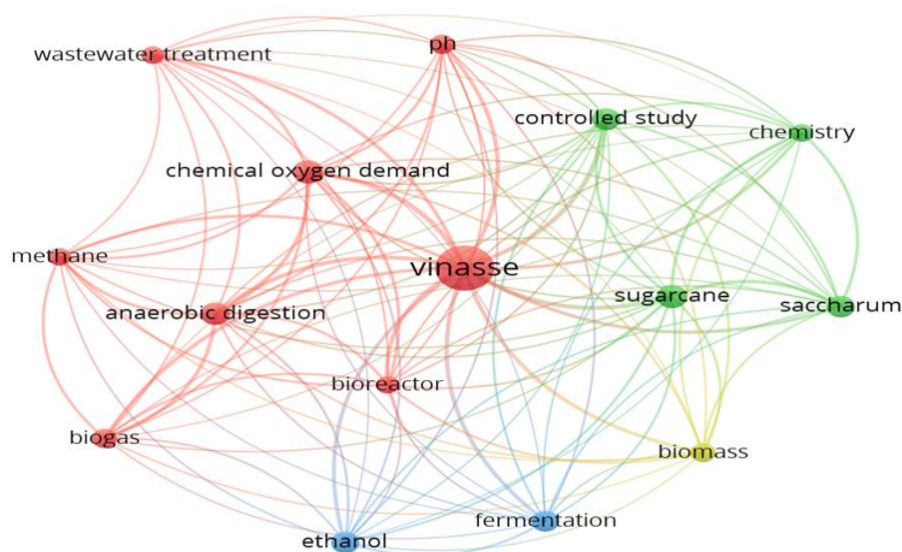 ph
wastewater treatment
controlled study
chemistry
chemical oxygen demand
methane
vinasse
sugarcane
saccharum
anaerobic digestion
bioreactor
biogas
biomass
fermentation
ethanol